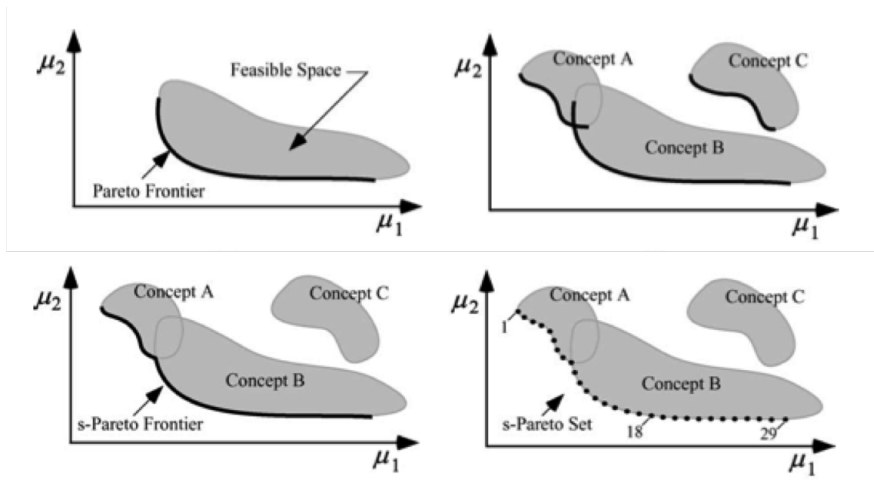 μ2
Feasible Space
Pareto Frontier
μ1
μ2
Concept A
Concept C
Concept B
μ1
μ2
Concept A
Concept C
Concept B
s-Pareto Frontier
μ1
μ2
Concept A
Concept C
1
Concept B
s-Pareto Set
18
29
μ1